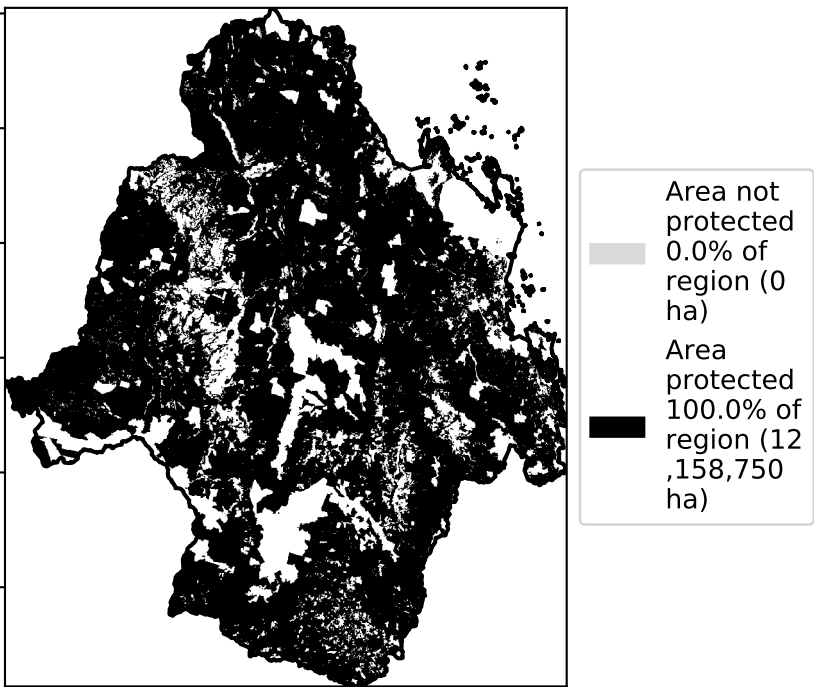 Area not
protected
0.0% of
region (0
ha)
Area
protected
100.0% of
region (12
,158,750
ha)